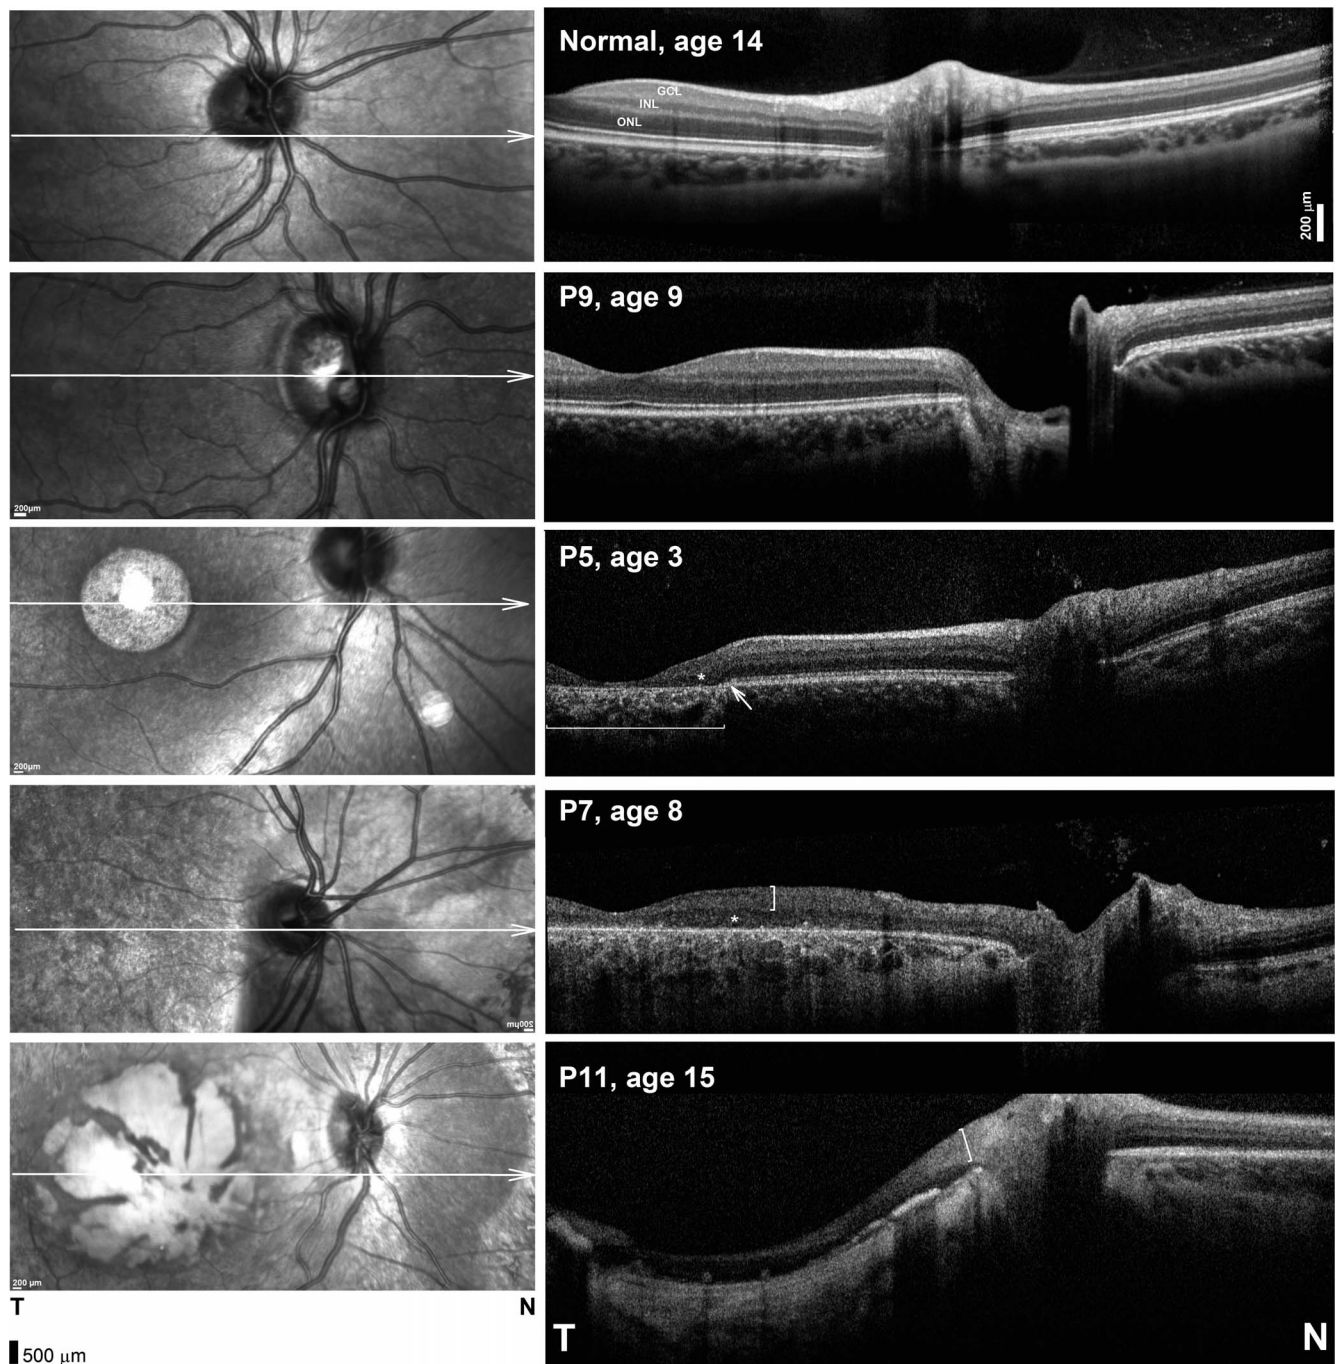 Normal, age 14
GCL
INL
ONL
200 µm
P9, age 9
200µm
P5, age 3
*
200µm
P7, age 8
*
200µm
P11, age 15
200 µm
T N
T N
500 µm